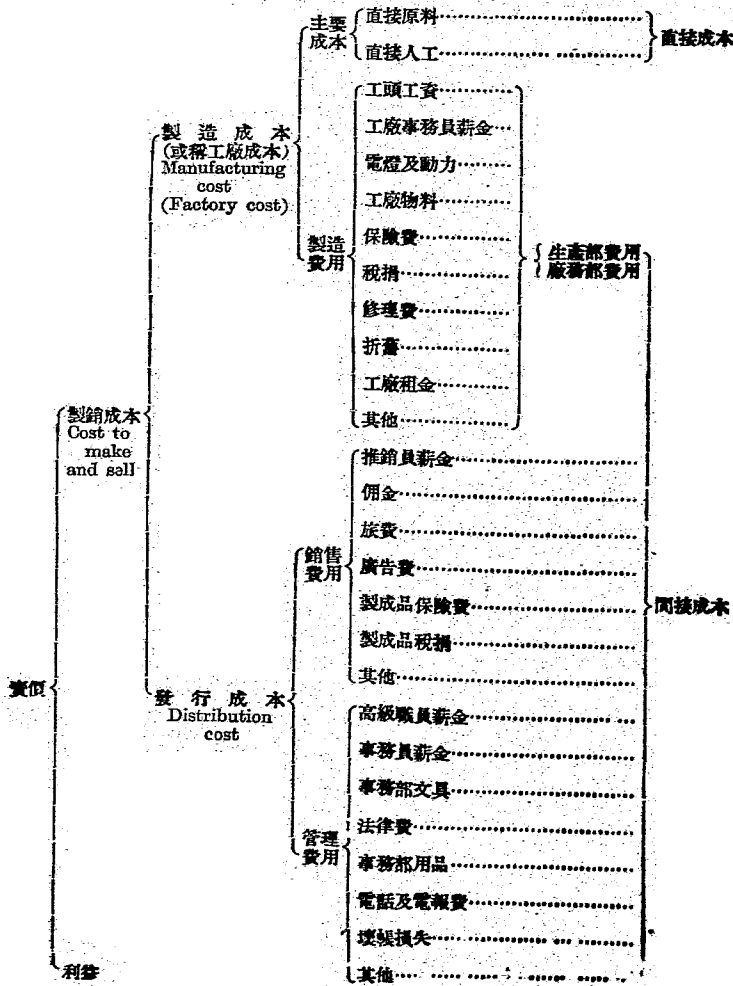 主要
成本
直接原料
直接人工
直接成本
製造成本
(或稱工廠成本)
Manufacturing
cost
(Factory cost)
製造
費用
工頭工資
工廠事務員薪金
電燈及動力
工廠物料
保險費
稅捐
修理費
折舊
工廠租金
其他
生產部費用
廠務部費用
製銷成本
Cost to
make
and sell
銷售
費用
推銷員薪金
佣金
旅費
廣告費
製成品保險費
製成品稅捐
其他
間接成本
賣價
發行成本
Distribution
cost
管理
費用
高級職員薪金
事務員薪金
事務部文具
法律費
事務部用品
電話及電報費
壞帳損失
其他
利益